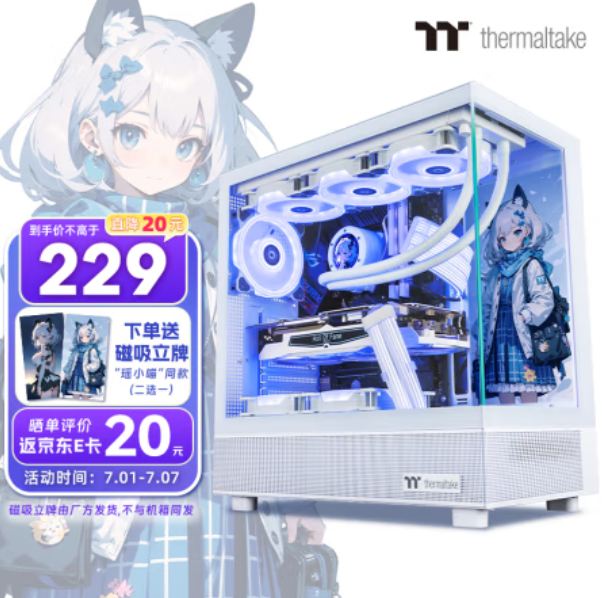 thermaltake
到手价不高于
直降20元
229
下单送
磁吸立牌
“瑶小喵”同款
(二选一)
晒单评价
返京东E卡20元
活动时间：7.01-7.07
磁吸立牌由厂方发货,不与机箱同发
thermaltake